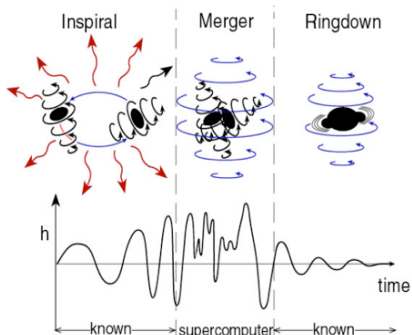 Inspiral
Merger
Ringdown
h
time
known
supercomputer
known